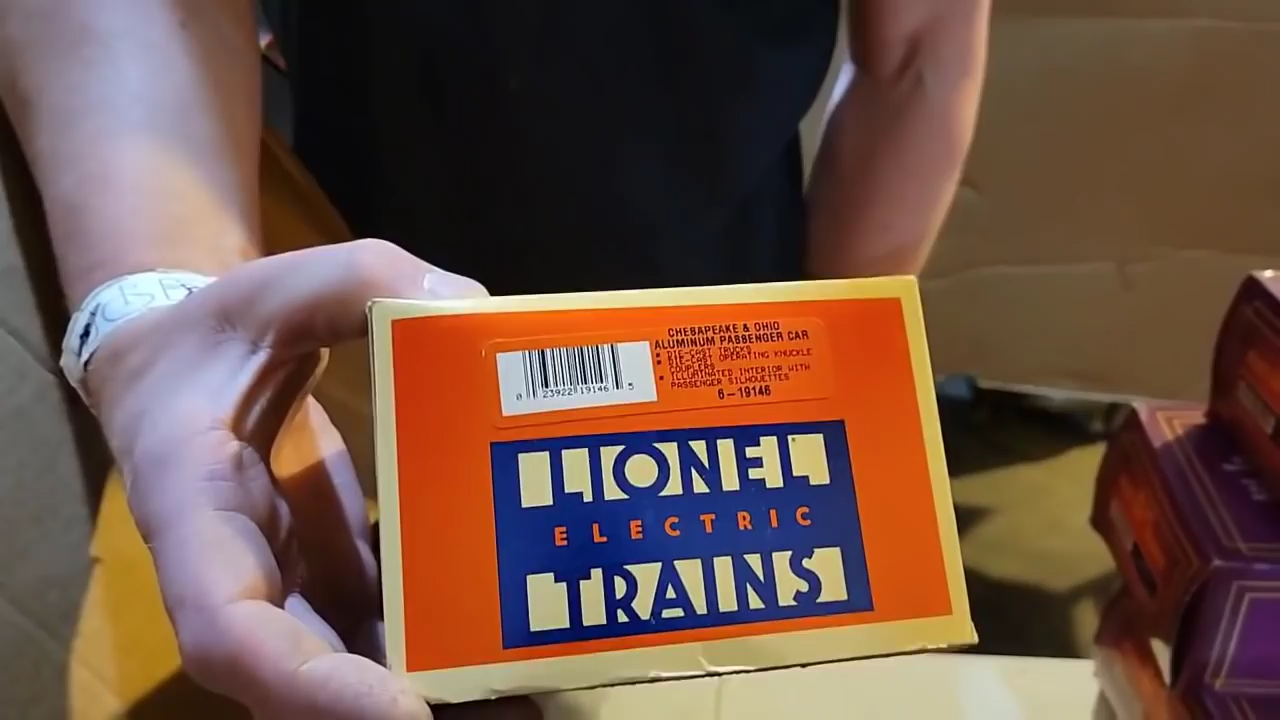 CHESAPEAKE & OHIO
ALUMINUM PASSENGER CAR
DIE-CAST TRUCKS
DIE-CAST OPERATING KNUCKLE
COUPLERS
ILLUMINATED INTERIOR WITH
PASSENGER SILHOUETTES
6-19146
0 23922 19146 5
LIONEL
ELECTRIC
TRAINS